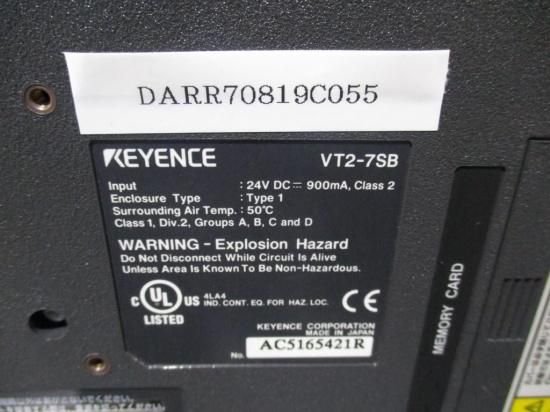 DARR70819C055
KEYENCE VT2-7SB
Input : 24V DC ⎓ 900mA, Class 2
Enclosure Type : Type 1
Surrounding Air Temp. : 50°C
Class 1, Div.2, Groups A, B, C and D
WARNING - Explosion Hazard
Do Not Disconnect While Circuit Is Alive
Unless Area Is Known To Be Non-Hazardous.
C UL US LISTED 4LA4
IND. CONT. EQ. FOR HAZ. LOC. CE
KEYENCE CORPORATION
MADE IN JAPAN
No. AC5165421R
MEMORY CARD